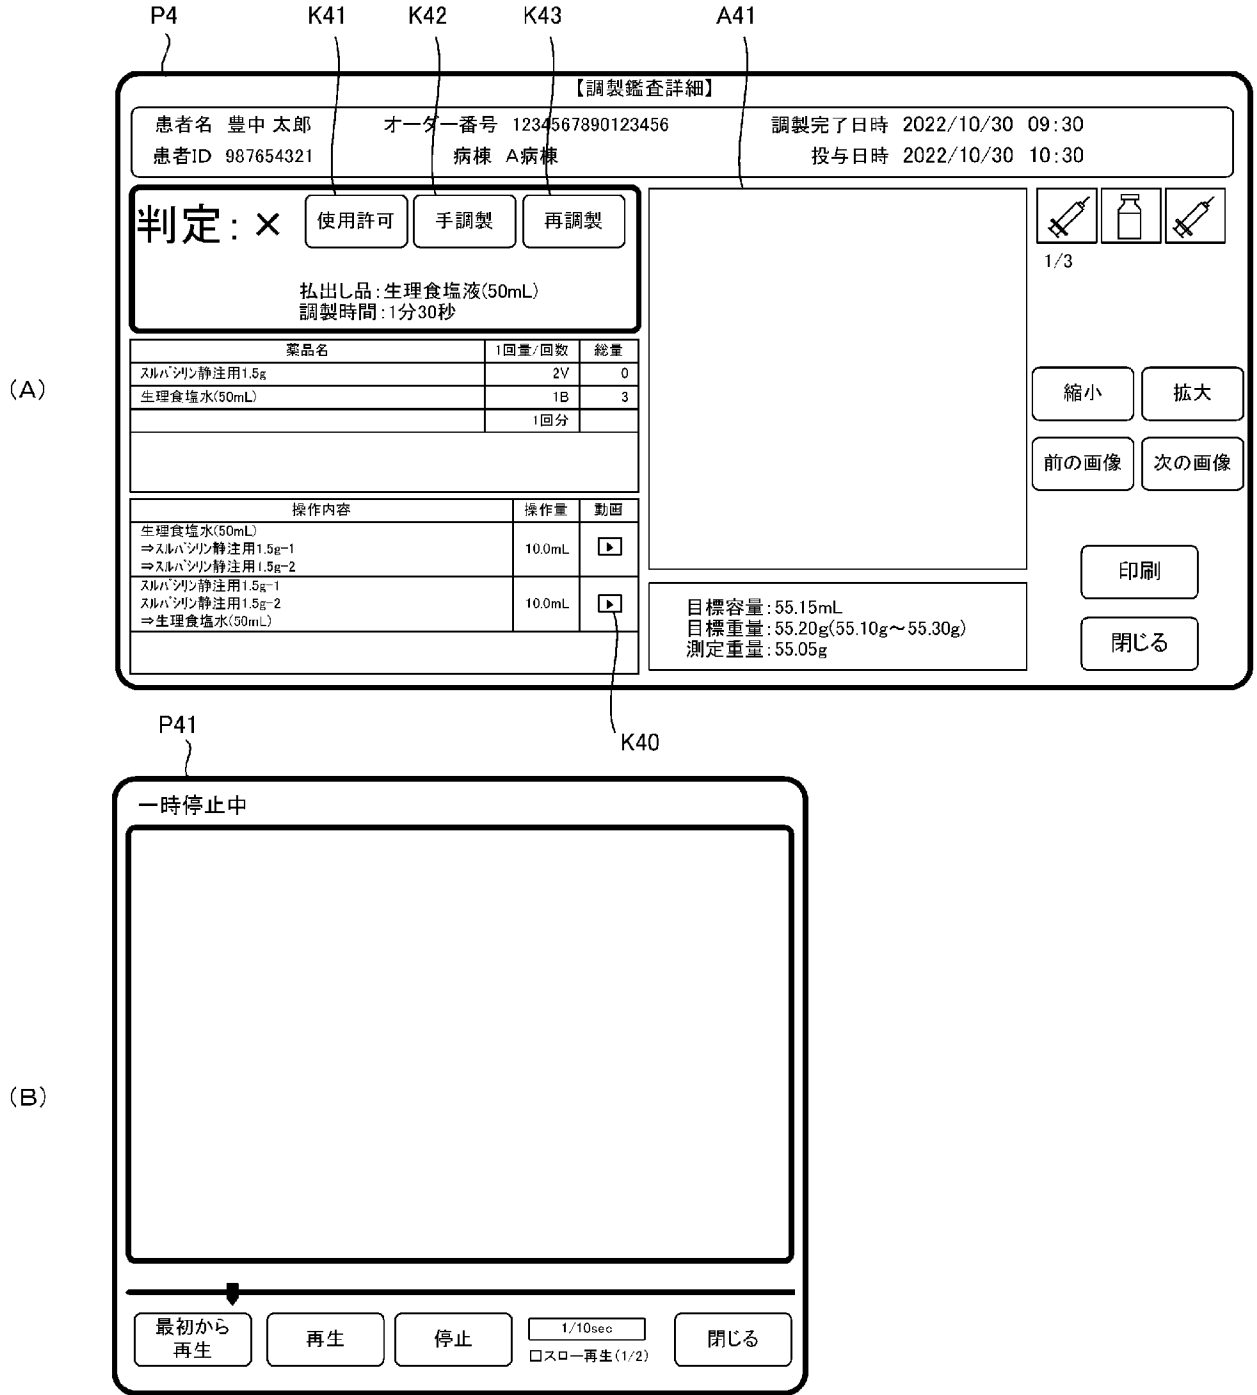 P4 K41 K42 K43 A41
(A)
【調製鑑査詳細】
患者名 豊中 太郎 オーダー番号 1234567890123456 調製完了日時 2022/10/30 09:30
患者ID 987654321 病棟 A病棟 投与日時 2022/10/30 10:30
判定:× 使用許可 手調製 再調製
払出し品:生理食塩液(50mL)
調製時間:1分30秒
薬品名 1回量/回数 総量
スルバシリン静注用1.5g 2V 0
生理食塩水(50mL) 1B 3
1回分
操作内容 操作量 動画
生理食塩水(50mL)
⇒スルバシリン静注用1.5g-1 10.0mL
⇒スルバシリン静注用1.5g-2
スルバシリン静注用1.5g-1
スルバシリン静注用1.5g-2 10.0mL
⇒生理食塩水(50mL)
目標容量:55.15mL
目標重量:55.20g(55.10g～55.30g)
測定重量:55.05g
1/3
縮小 拡大
前の画像 次の画像
印刷
閉じる
K40
P41
(B)
一時停止中
最初から
再生
再生
停止
1/10sec
□スロー再生(1/2)
閉じる